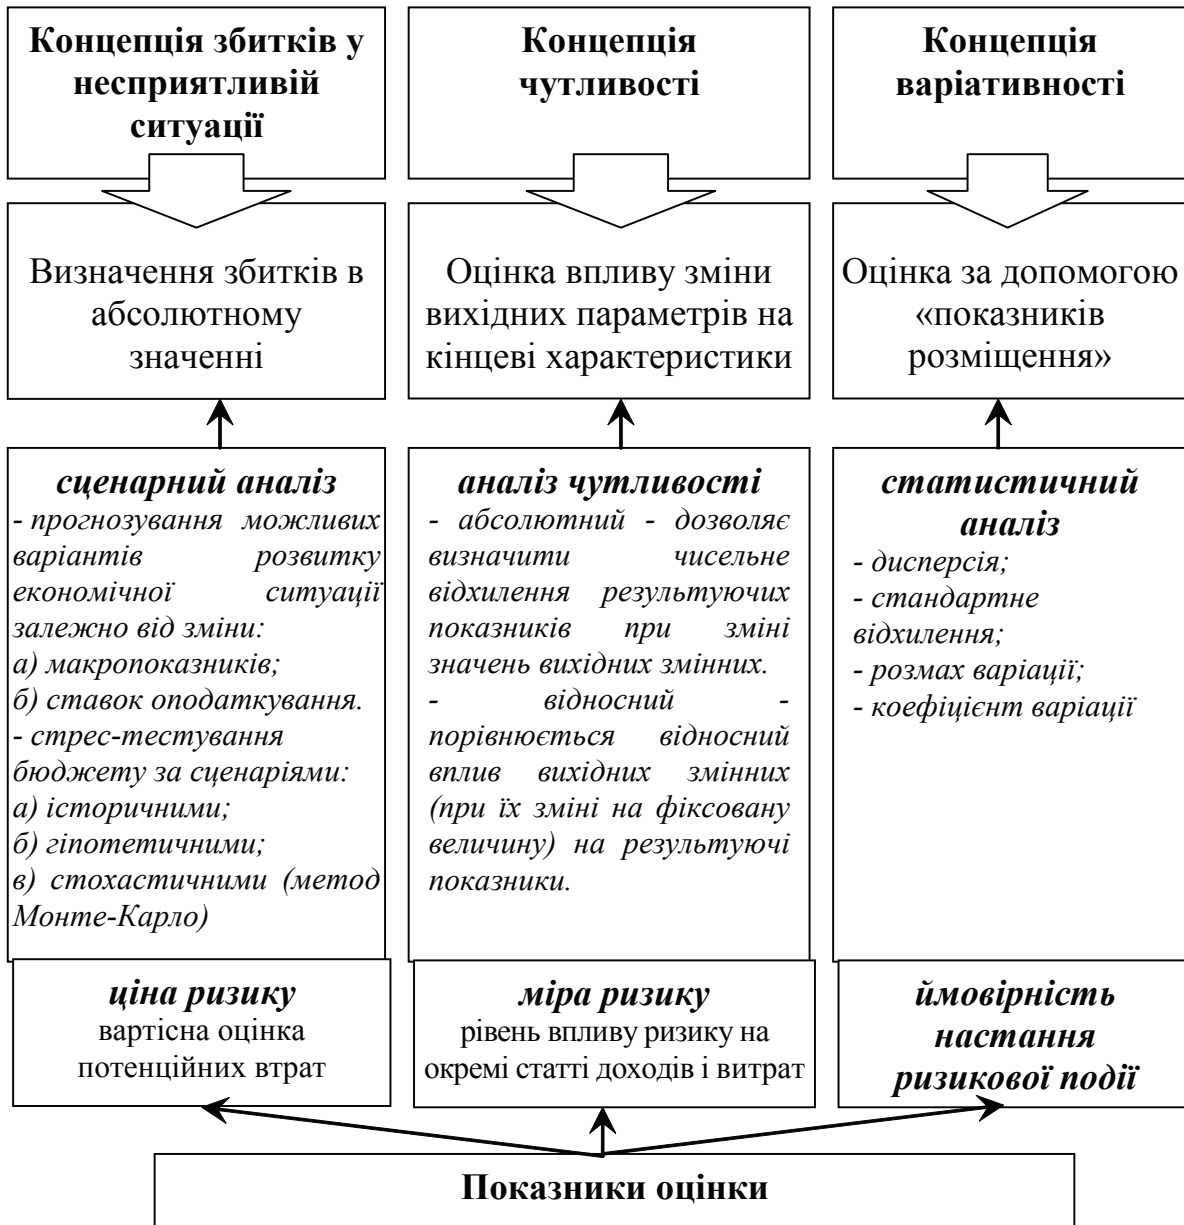 Концепція збитків у
несприятливій
ситуації
Концепція
чутливості
Концепція
варіативності
Визначення збитків в
абсолютному
значенні
Оцінка впливу зміни
вихідних параметрів на
кінцеві характеристики
Оцінка за допомогою
«показників
розміщення»
сценарний аналіз
- прогнозування можливих
варіантів розвитку
економічної ситуації
залежно від зміни:
а) макропоказників;
б) ставок оподаткування.
- стрес-тестування
бюджету за сценаріями:
а) історичними;
б) гіпотетичними;
в) стохастичними (метод
Монте-Карло)
аналіз чутливості
- абсолютний - дозволяє
визначити чисельне
відхилення результуючих
показників при зміні
значень вихідних змінних.
- відносний -
порівнюється відносний
вплив вихідних змінних
(при їх зміні на фіксовану
величину) на результуючі
показники.
статистичний
аналіз
- дисперсія;
- стандартне
відхилення;
- розмах варіації;
- коефіцієнт варіації
ціна ризику
вартісна оцінка
потенційних втрат
міра ризику
рівень впливу ризику на
окремі статті доходів і витрат
ймовірність
настання
ризикової події
Показники оцінки